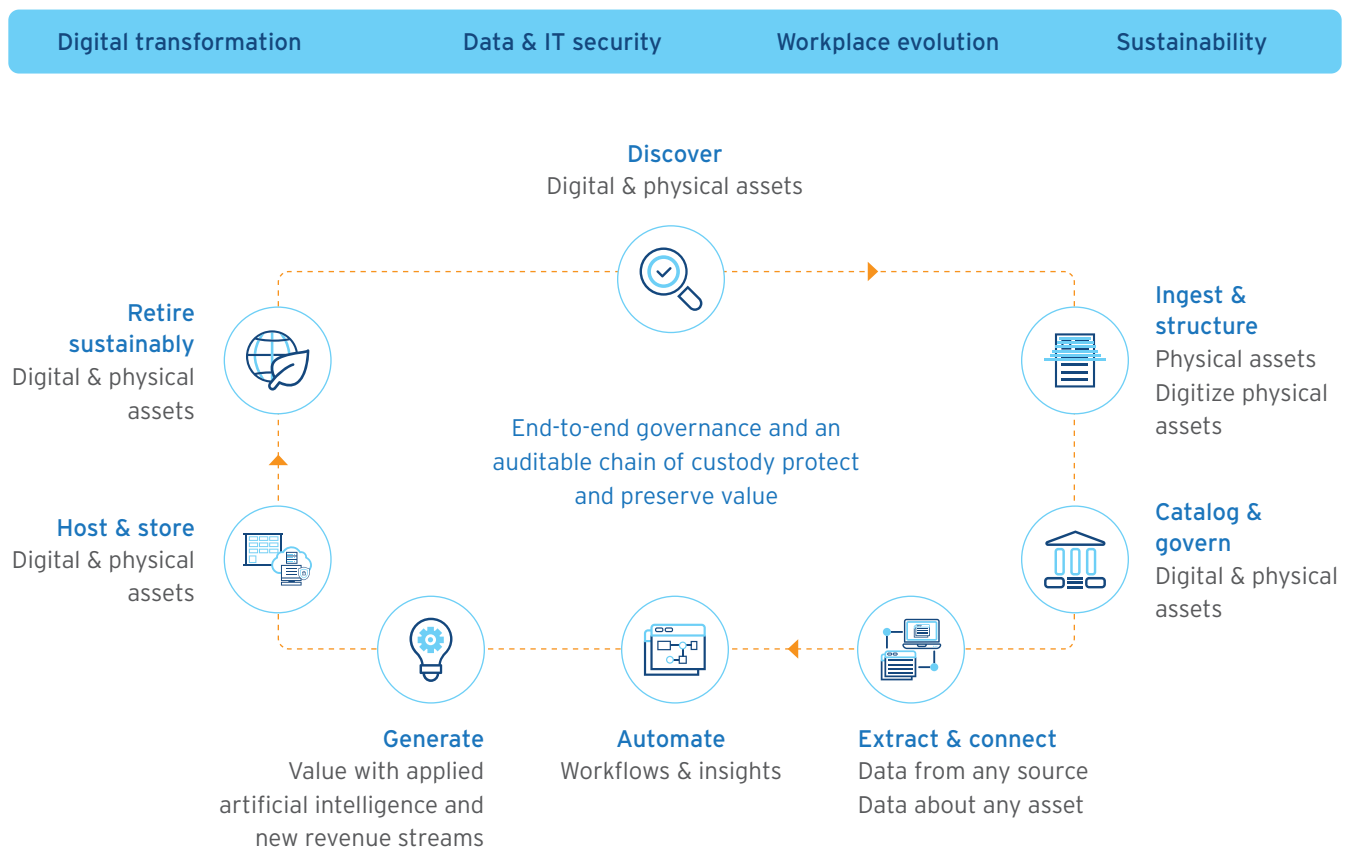 Digital transformation
Data & IT security
Workplace evolution
Sustainability
Discover
Digital & physical assets
Ingest &
structure
Physical assets
Digitize physical
assets
Catalog &
govern
Digital & physical
assets
Extract & connect
Data from any source
Data about any asset
Automate
Workflows & insights
Generate
Value with applied
artificial intelligence and
new revenue streams
Host & store
Digital & physical
assets
Retire
sustainably
Digital & physical
assets
End-to-end governance and an
auditable chain of custody protect
and preserve value